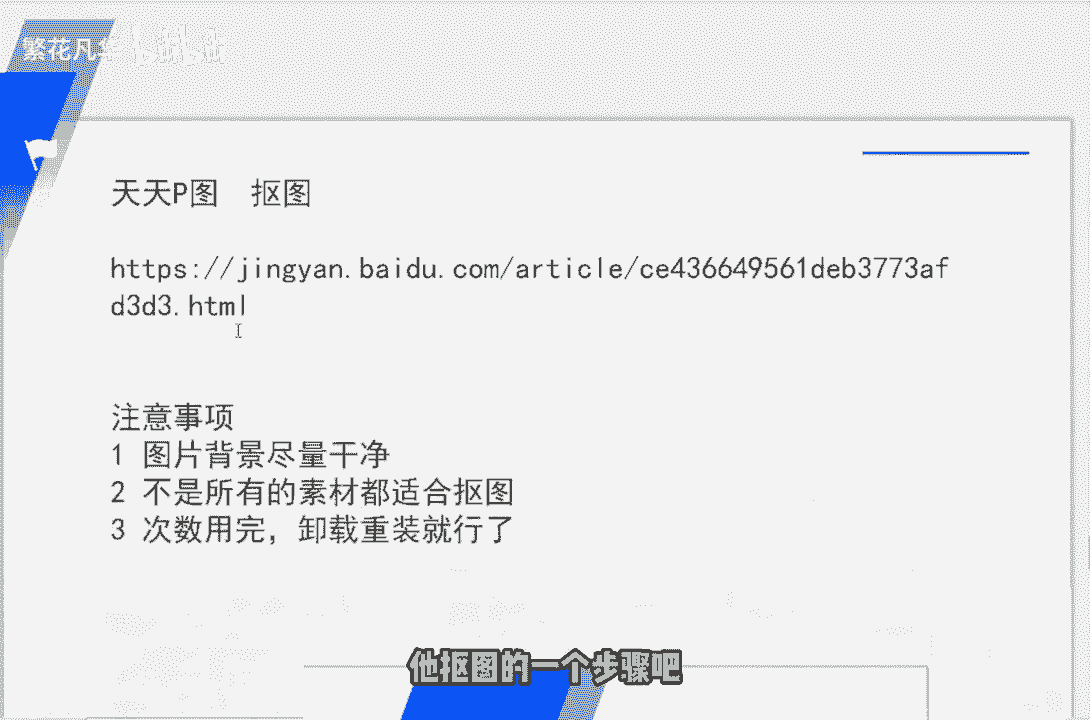 繁花凡华
天天P图 抠图
https://jingyan.baidu.com/article/ce436649561deb3773af
d3d3.html
注意事项
1 图片背景尽量干净
2 不是所有的素材都适合抠图
3 次数用完，卸载重装就行了
他抠图的一个步骤吧